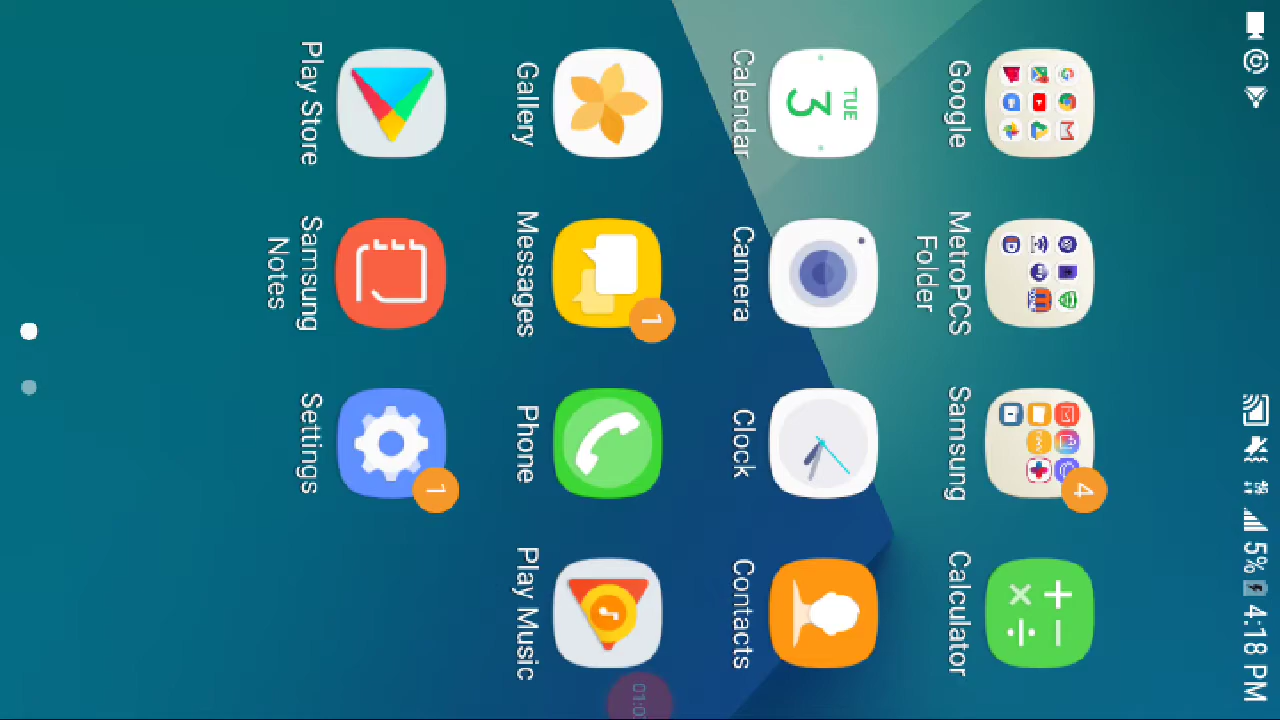 5% 4:18 PM
Google
MetroPCS
Folder
4
Samsung
Calculator
TUE
3
Calendar
Camera
Clock
Contacts
Gallery
1
Messages
Phone
Play Music
Play Store
Samsung
Notes
1
Settings